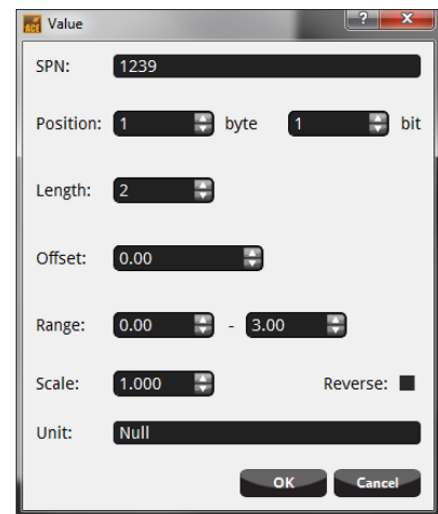 ACE Value ?
SPN: 1239
Position: 1 byte 1 bit
Length: 2
Offset: 0.00
Range: 0.00 - 3.00
Scale: 1.000 Reverse:
Unit: Null
OK Cancel